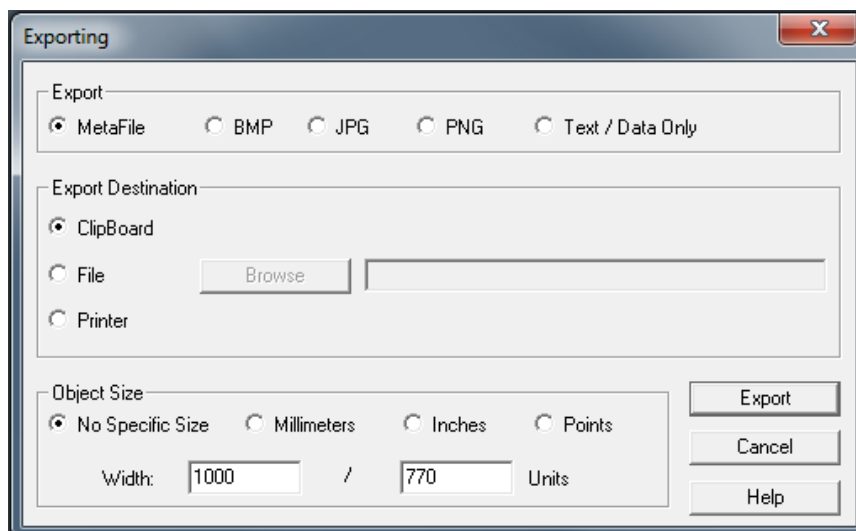 Exporting
Export
MetaFile BMP JPG PNG Text / Data Only
Export Destination
ClipBoard
File Browse
Printer
Object Size
No Specific Size Millimeters Inches Points
Width: 1000 / 770 Units
Export
Cancel
Help